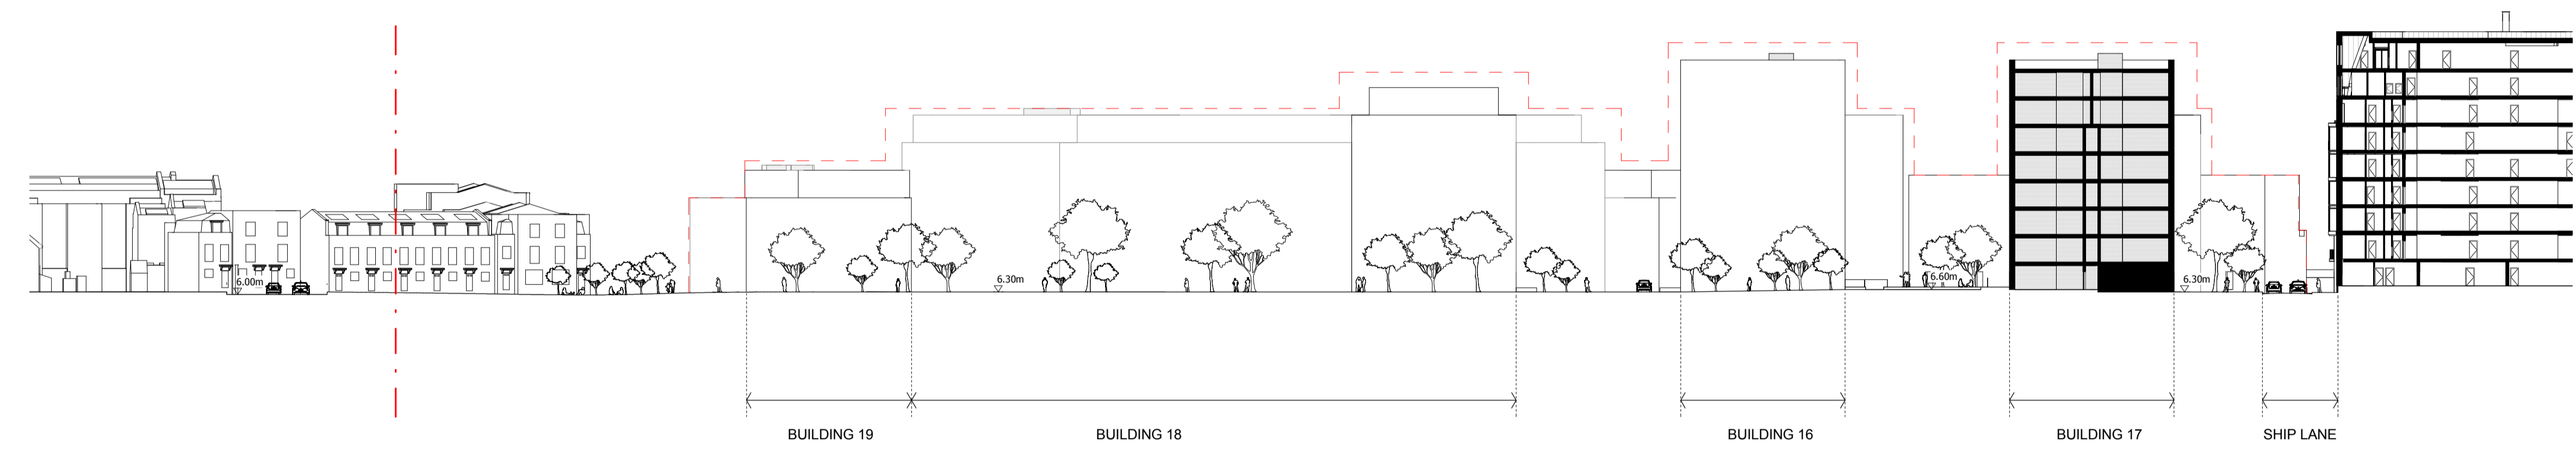 6.00m
6.30m
6.60m
6.30m
BUILDING 19
BUILDING 18
BUILDING 16
BUILDING 17
SHIP LANE